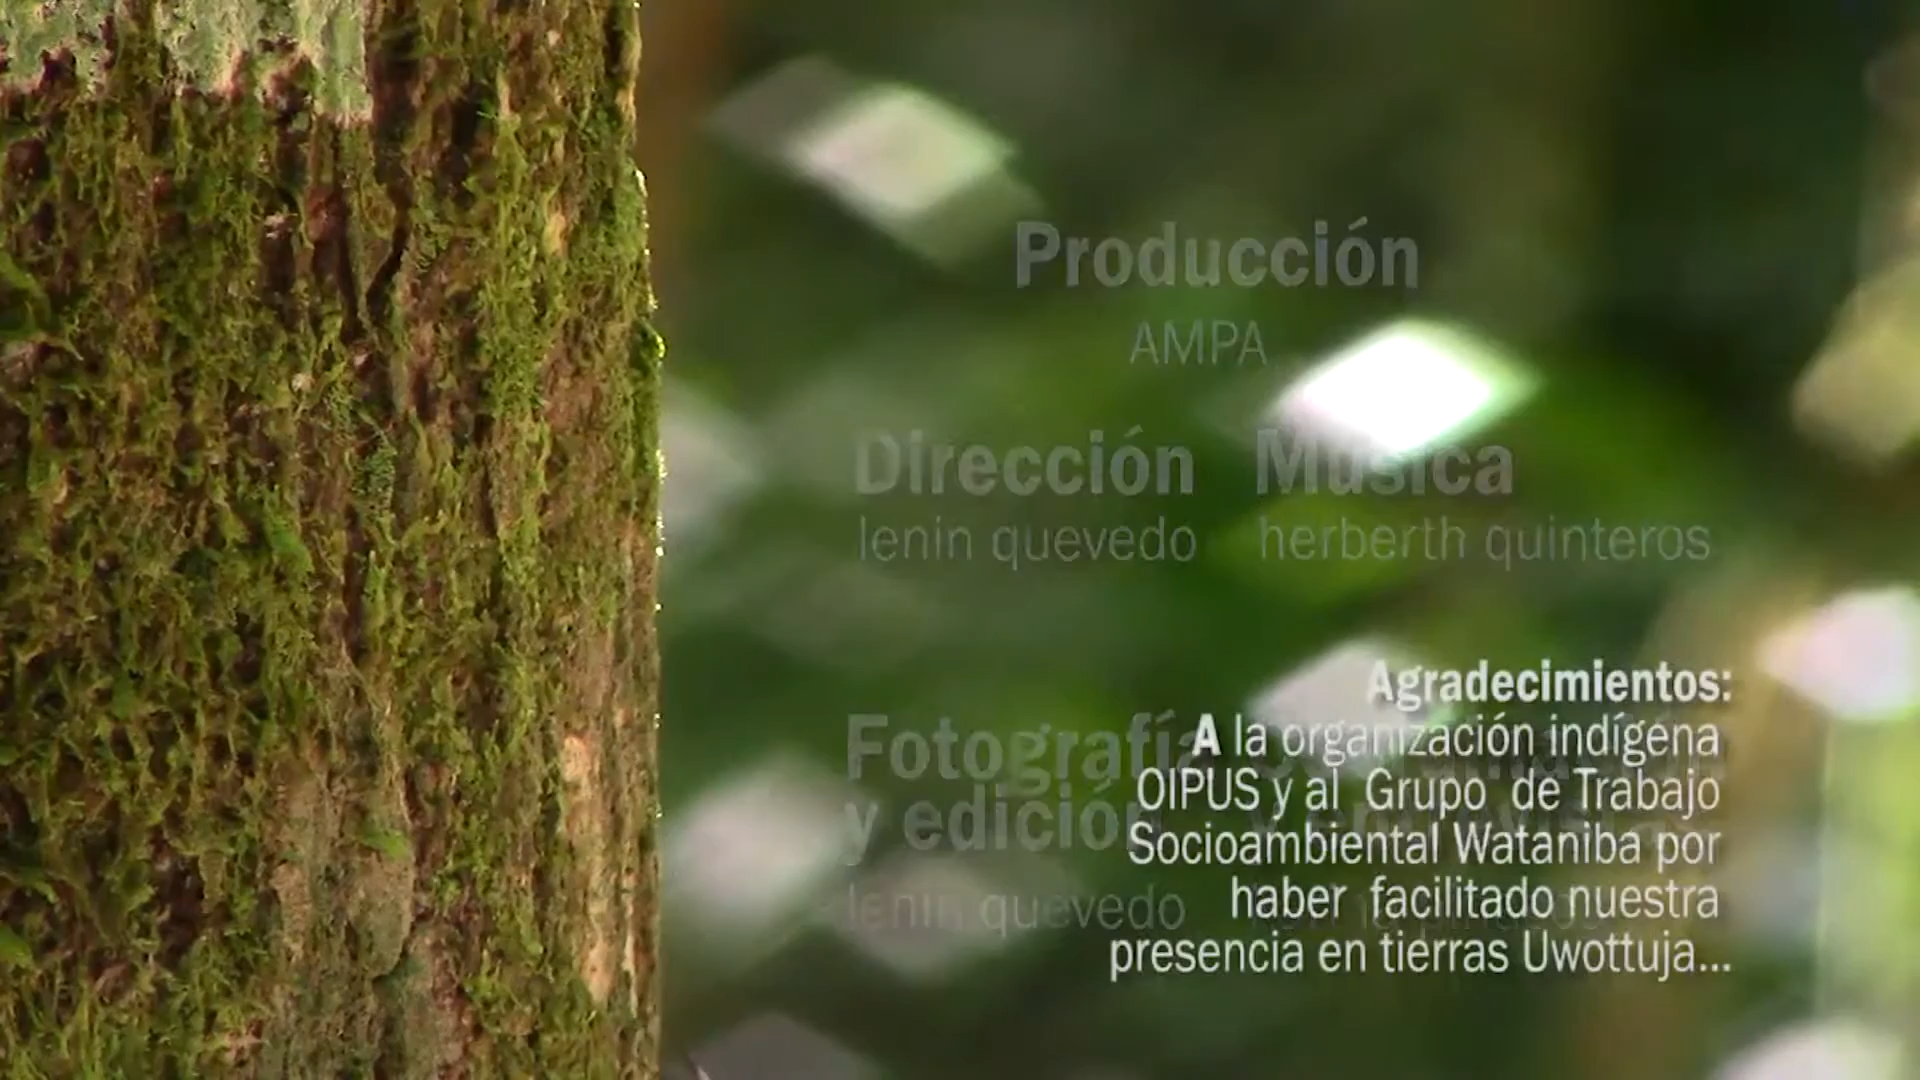 Producción
AMPA
Dirección Música
lenin quevedo herberth quinteros
Fotografía
y edición
lenin quevedo
Agradecimientos:
A la organización indígena
OIPUS y al Grupo de Trabajo
Socioambiental Wataniba por
haber facilitado nuestra
presencia en tierras Uwottuja...